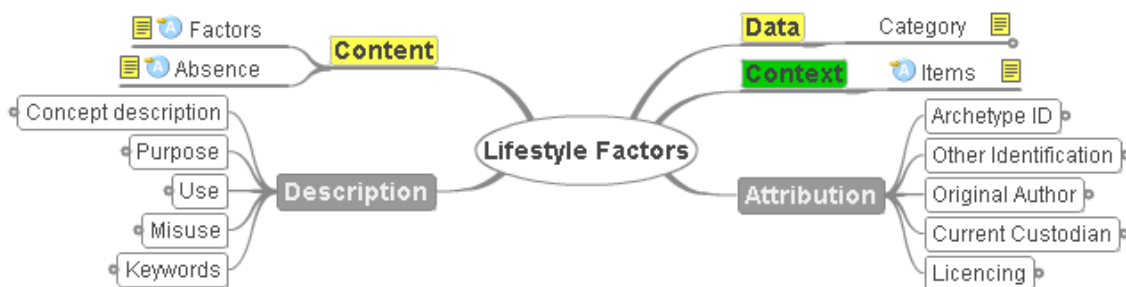 Factors
Content
Absence
Concept description
Purpose
Use
Misuse
Keywords
Description
Lifestyle Factors
Data
Category
Context
Items
Attribution
Archetype ID
Other Identification
Original Author
Current Custodian
Licencing